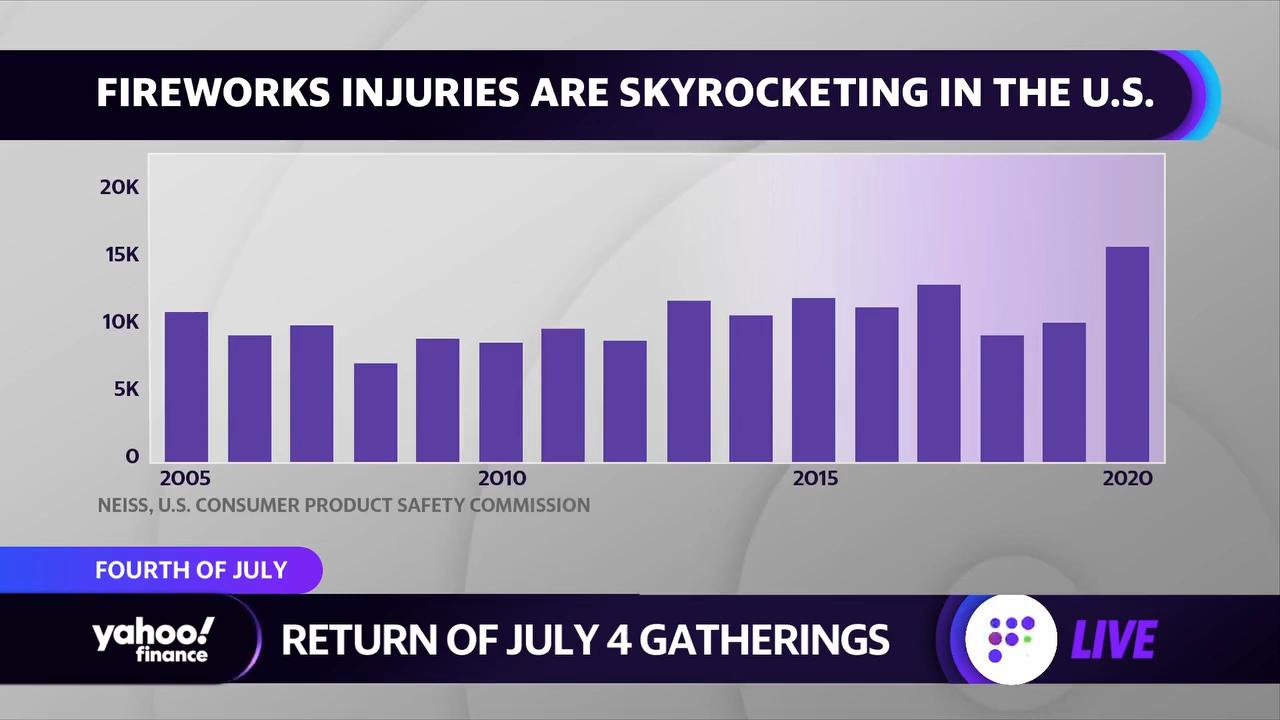 FIREWORKS INJURIES ARE SKYROCKETING IN THE U.S.
20K
15K
10K
5K
0
2005 2010 2015 2020
NEISS, U.S. CONSUMER PRODUCT SAFETY COMMISSION
FOURTH OF JULY
yahoo!
finance
RETURN OF JULY 4 GATHERINGS
LIVE